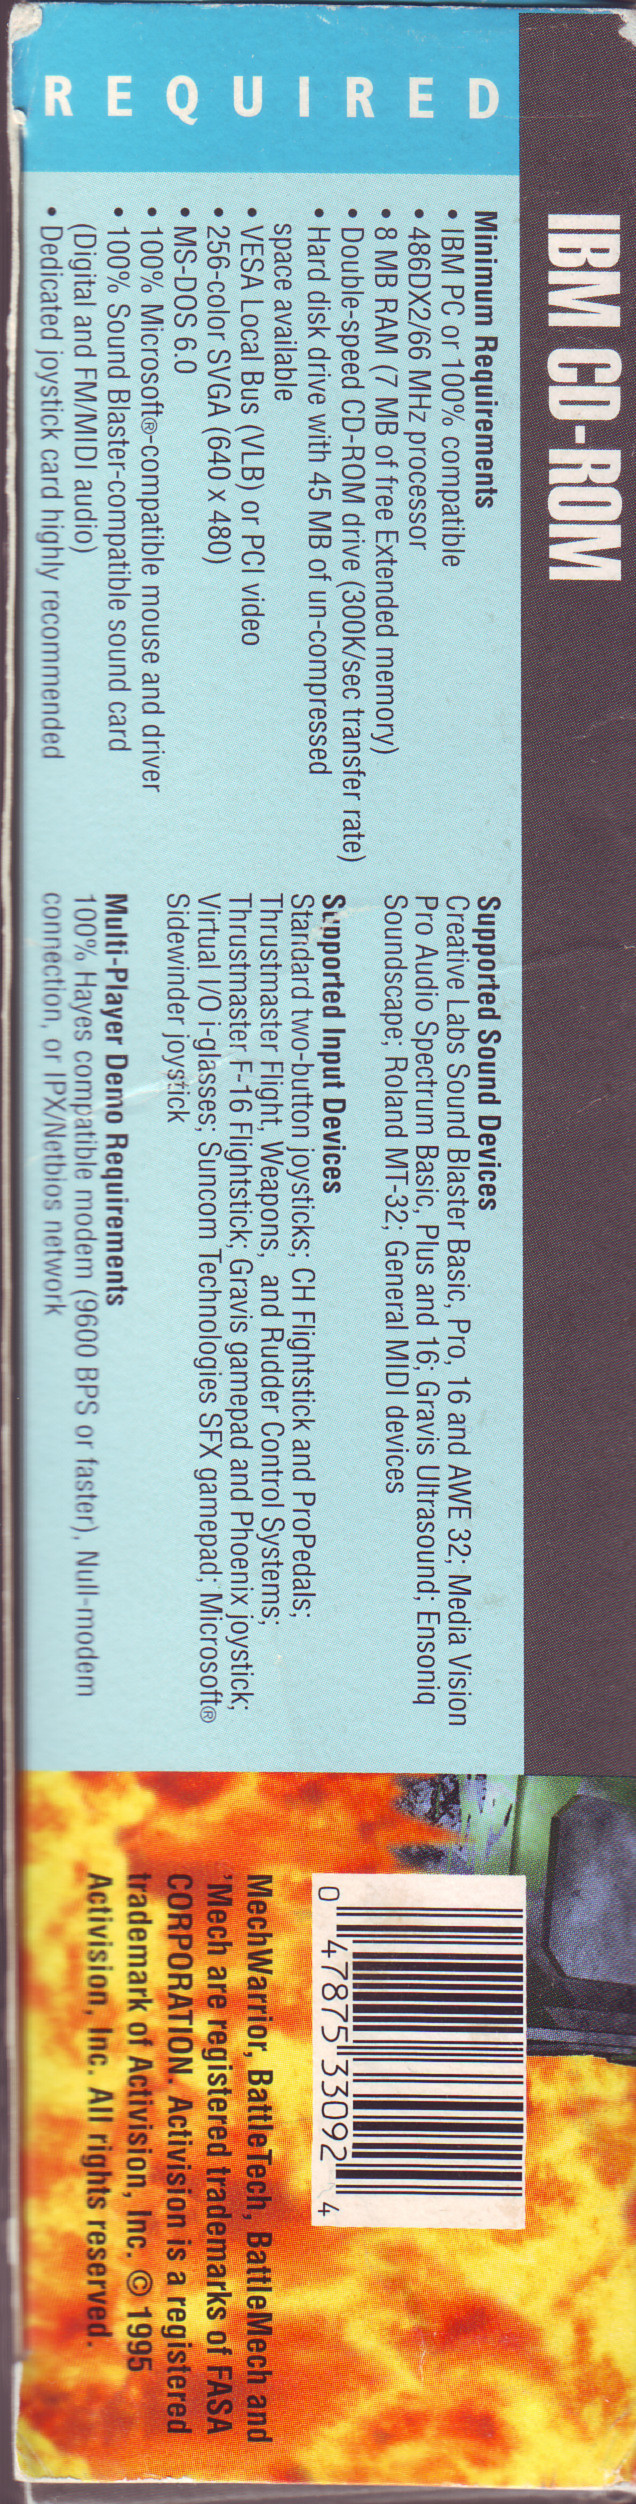 IBM CD-ROM
REQUIRED
Minimum Requirements
• IBM PC or 100% compatible
• 486DX2/66 MHz processor
• 8 MB RAM (7 MB of free Extended memory)
• Double-speed CD-ROM drive (300K/sec transfer rate)
• Hard disk drive with 45 MB of un-compressed
space available
• VESA Local Bus (VLB) or PCI video
• 256-color SVGA (640 x 480)
• MS-DOS 6.0
• 100% Microsoft®-compatible mouse and driver
• 100% Sound Blaster-compatible sound card
(Digital and FM/MIDI audio)
• Dedicated joystick card highly recommended
Supported Sound Devices
Creative Labs Sound Blaster Basic, Pro, 16 and AWE 32; Media Vision
Pro Audio Spectrum Basic, Plus and 16; Gravis Ultrasound; Ensoniq
Soundscape; Roland MT-32; General MIDI devices
Supported Input Devices
Standard two-button joysticks; CH Flightstick and ProPedals;
Thrustmaster Flight, Weapons, and Rudder Control Systems;
Thrustmaster F-16 Flightstick; Gravis gamepad and Phoenix joystick;
Virtual I/O i-glasses; Suncom Technologies SFX gamepad; Microsoft®
Sidewinder joystick
Multi-Player Demo Requirements
100% Hayes compatible modem (9600 BPS or faster), Null-modem
connection, or IPX/Netbios network
0 47875 33092 4
MechWarrior, BattleTech, BattleMech and
'Mech are registered trademarks of FASA
CORPORATION. Activision is a registered
trademark of Activision, Inc. © 1995
Activision, Inc. All rights reserved.